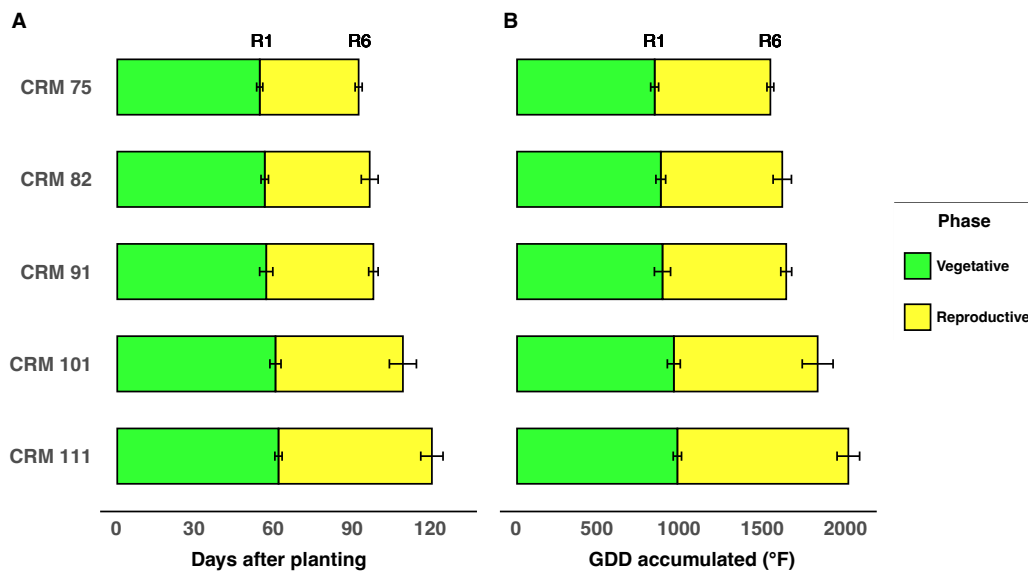 A
B
R1 R6
R1 R6
CRM 75
CRM 82
CRM 91
CRM 101
CRM 111
0 30 60 90 120
Days after planting
0 500 1000 1500 2000
GDD accumulated (°F)
Phase
Vegetative
Reproductive